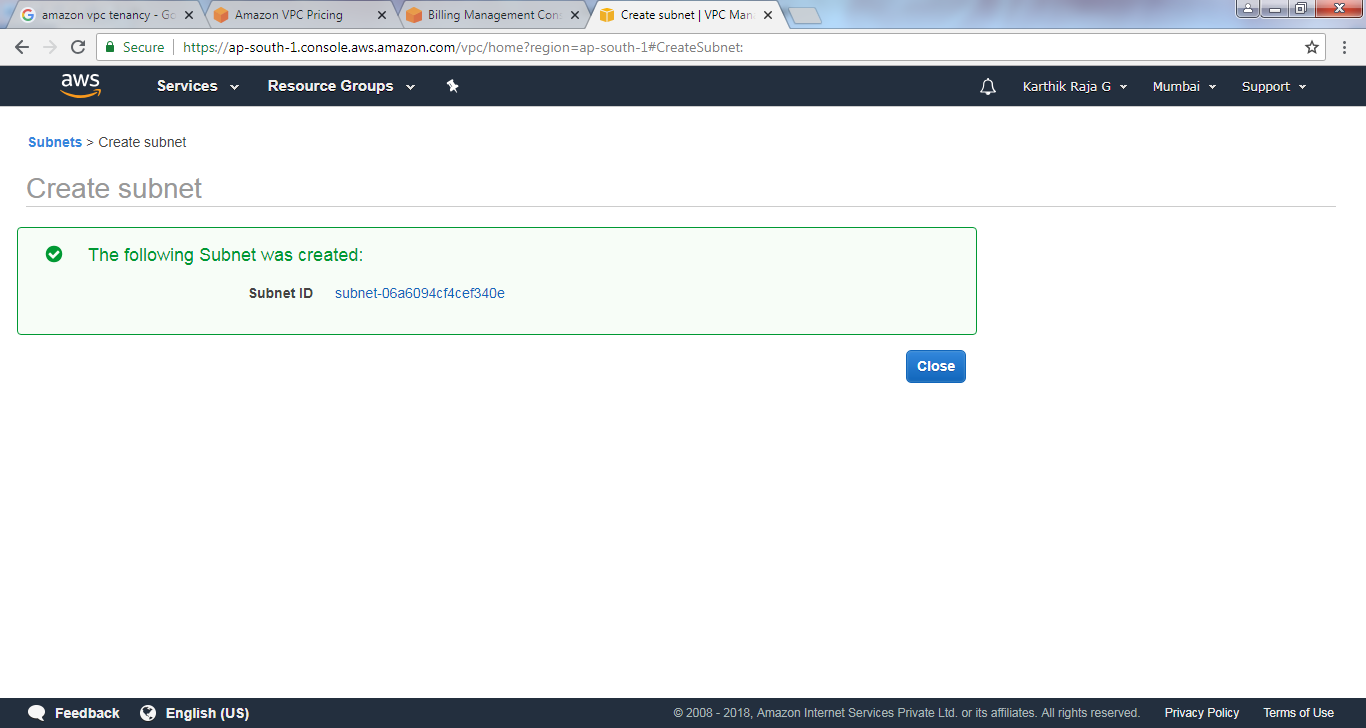 amazon vpc tenancy - Go
Amazon VPC Pricing
Billing Management Cons
Create subnet | VPC Man
Secure
https://ap-south-1.console.aws.amazon.com/vpc/home?region=ap-south-1#CreateSubnet:
aws
Services
Resource Groups
Karthik Raja G
Mumbai
Support
Subnets > Create subnet
Create subnet
The following Subnet was created:
Subnet ID subnet-06a6094cf4cef340e
Close
Feedback
English (US)
© 2008 - 2018, Amazon Internet Services Private Ltd. or its affiliates. All rights reserved.
Privacy Policy
Terms of Use